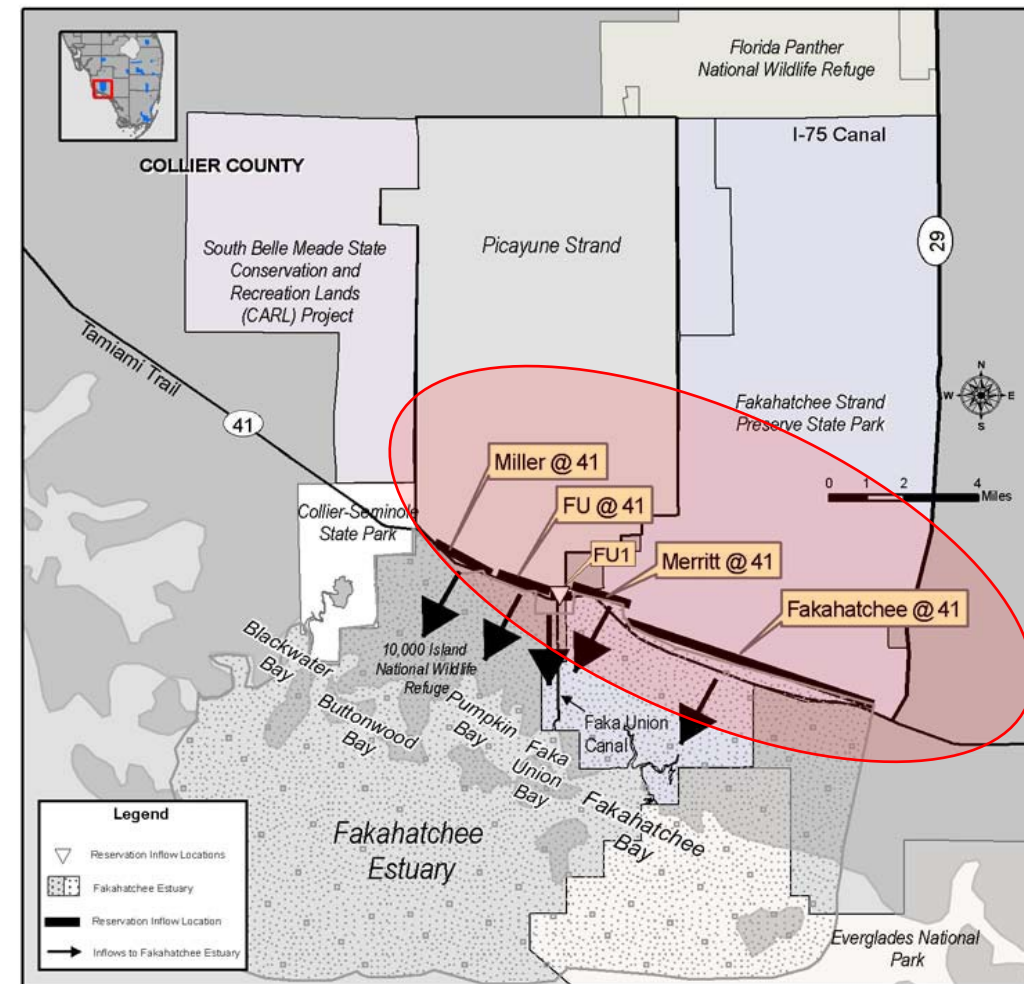 Florida Panther
National Wildlife Refuge
I-75 Canal
COLLIER COUNTY
29
South Belle Meade State
Conservation and
Recreation Lands
(CARL) Project
Picayune Strand
Tamiami Trail
41
N
W
E
S
Fakahatchee Strand
Preserve State Park
0 1 2 4
Miles
Miller @ 41
FU @ 41
Collier-Seminole
State Park
FU1
Merritt @ 41
Fakahatchee @ 41
Blackwater
Bay
10,000 Island
National Wildlife
Refuge
Buttonwood
Bay
Pumpkin
Bay
Faka
Union
Bay
Faka Union
Canal
Fakahatchee
Bay
Fakahatchee
Estuary
Everglades National
Park
Legend
Reservation Inflow Locations
Fakahatchee Estuary
Reservation Inflow Location
Inflows to Fakahatchee Estuary